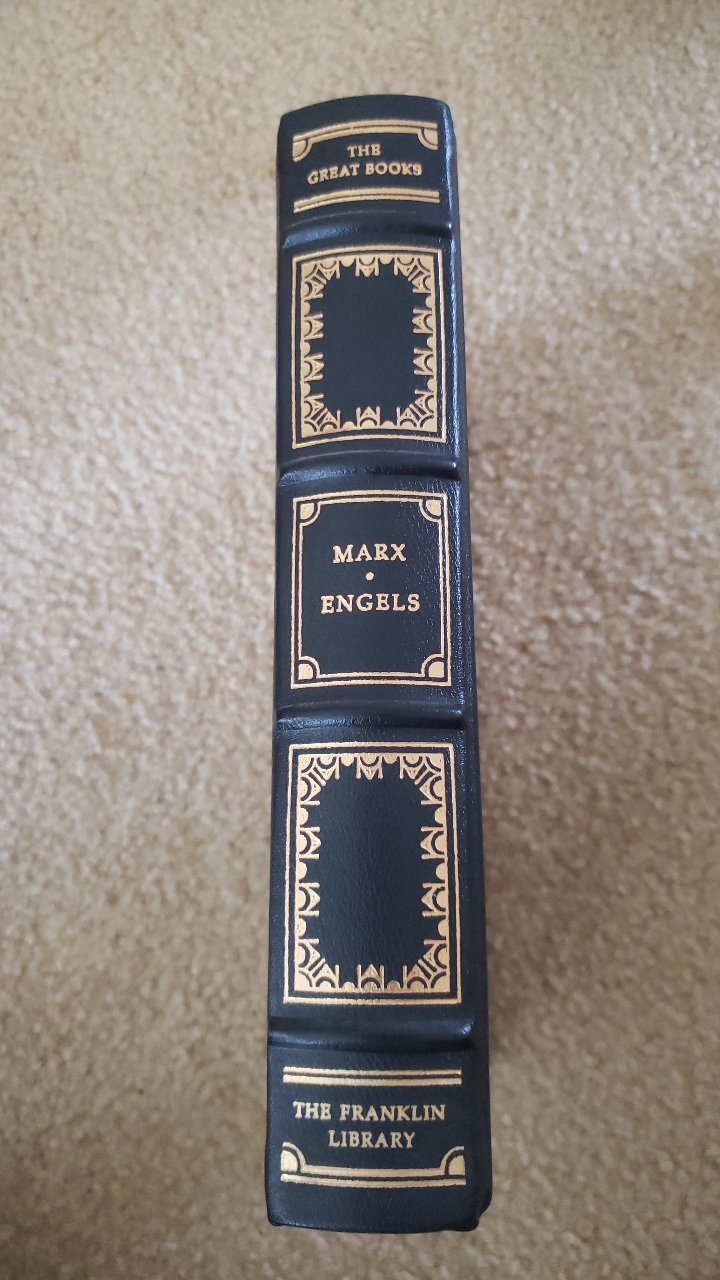 THE
GREAT BOOKS
MARX
•
ENGELS
THE FRANKLIN
LIBRARY